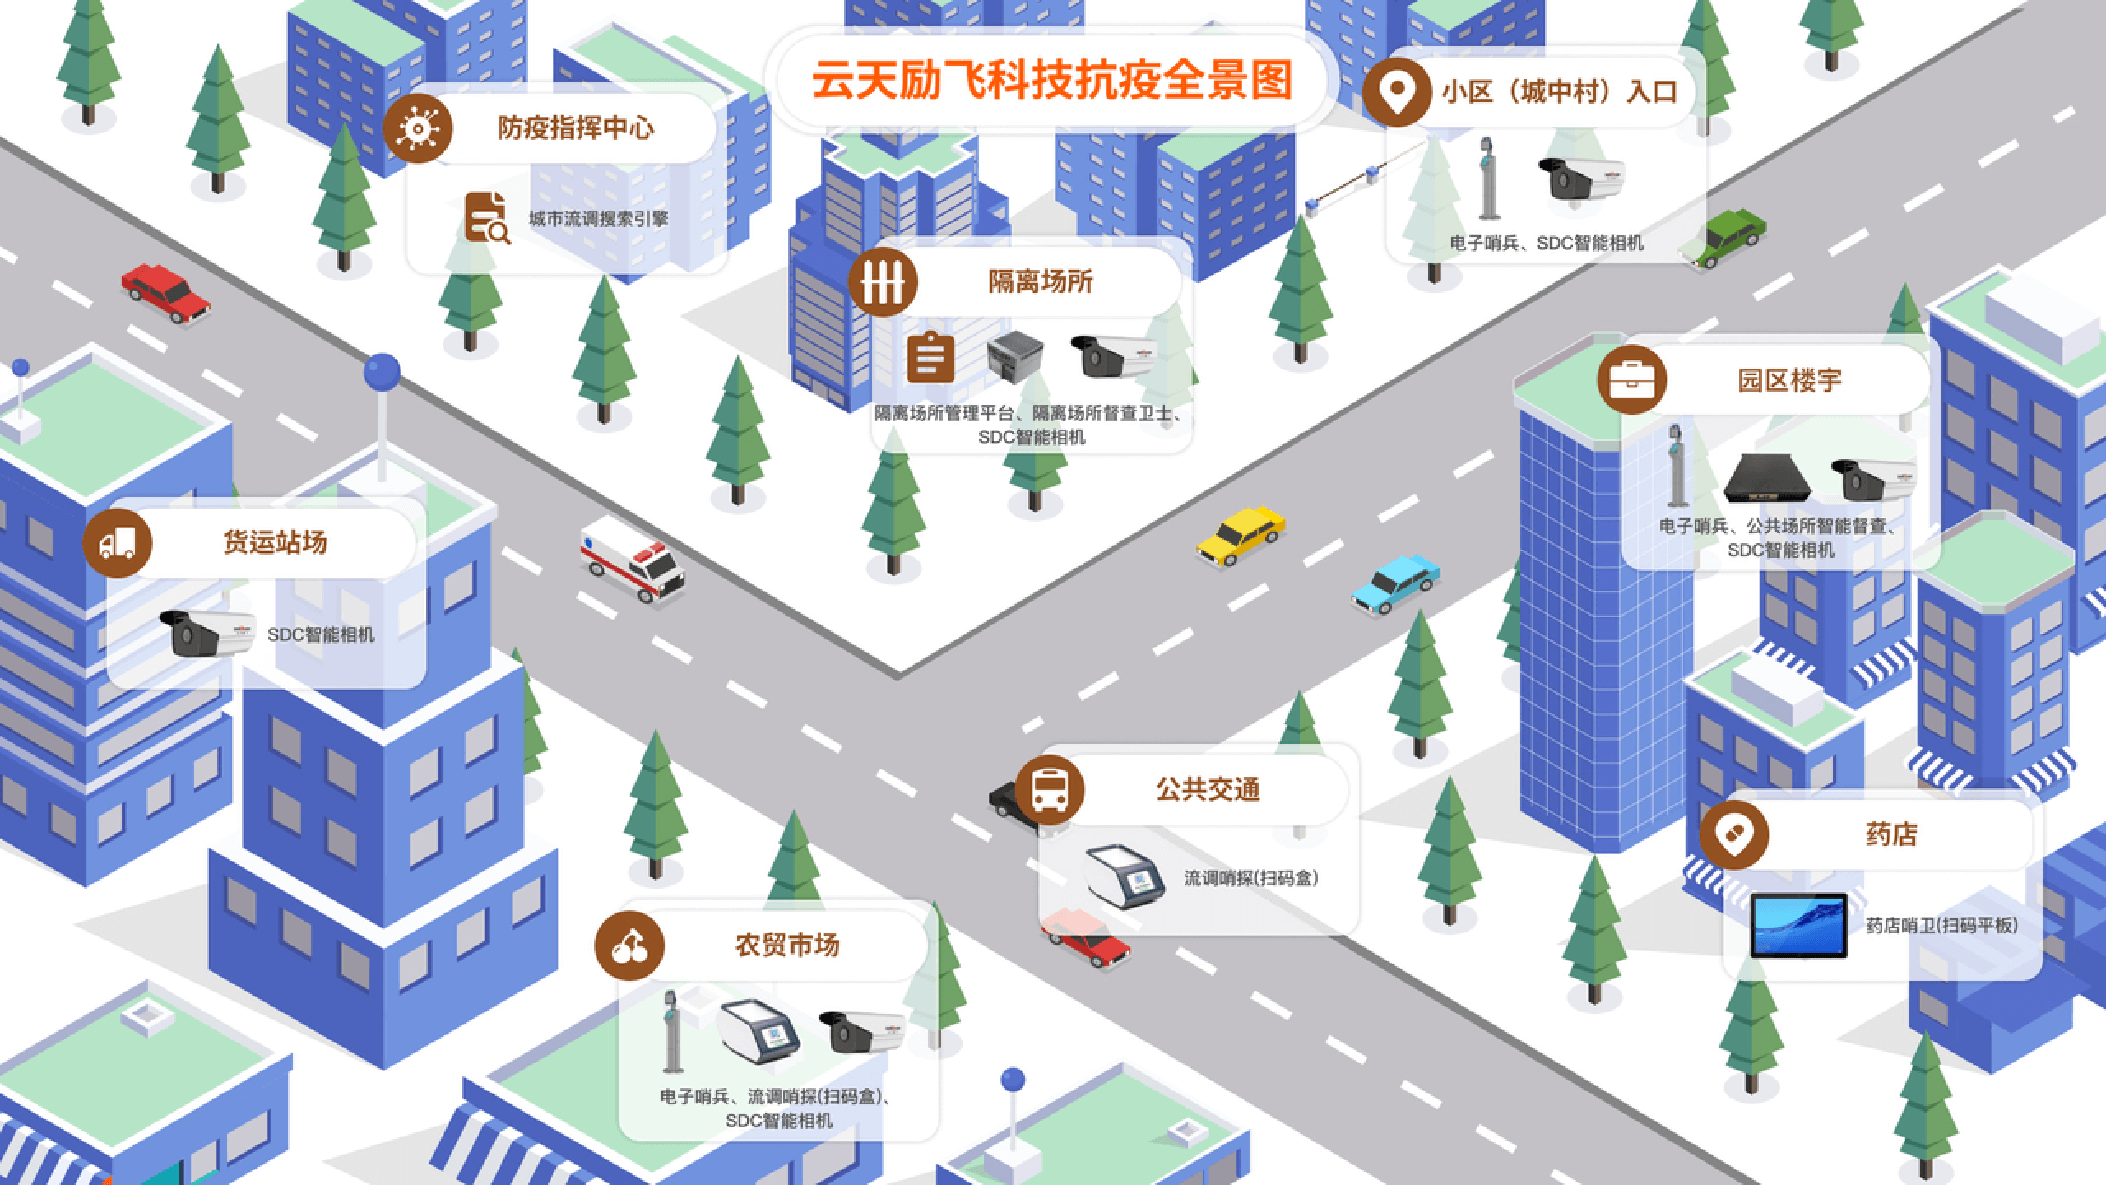 云天励飞科技抗疫全景图
小区（城中村）入口
电子哨兵、SDC智能相机
防疫指挥中心
城市流调搜索引擎
隔离场所
隔离场所管理平台、隔离场所督查卫士、
SDC智能相机
园区楼宇
电子哨兵、公共场所智能督查、
SDC智能相机
货运站场
SDC智能相机
公共交通
流调哨探(扫码盒)
药店
药店哨卫(扫码平板)
农贸市场
电子哨兵、流调哨探(扫码盒)、
SDC智能相机